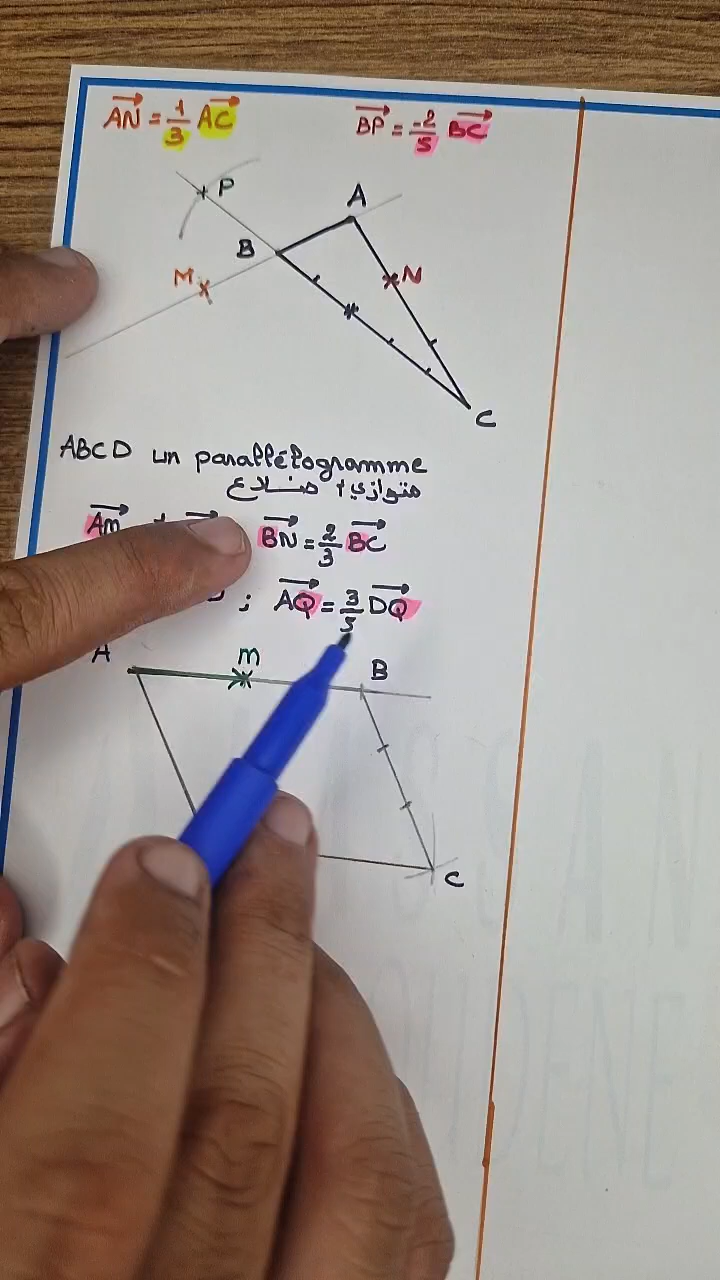 AN = 1/3 AC
BP = -2/5 BC
P
A
B
M
N
C
ABCD un parallélogramme
متوازي أضلاع
Am
BN = 2/3 BC
; AQ = 3/5 DQ
A
m
B
C